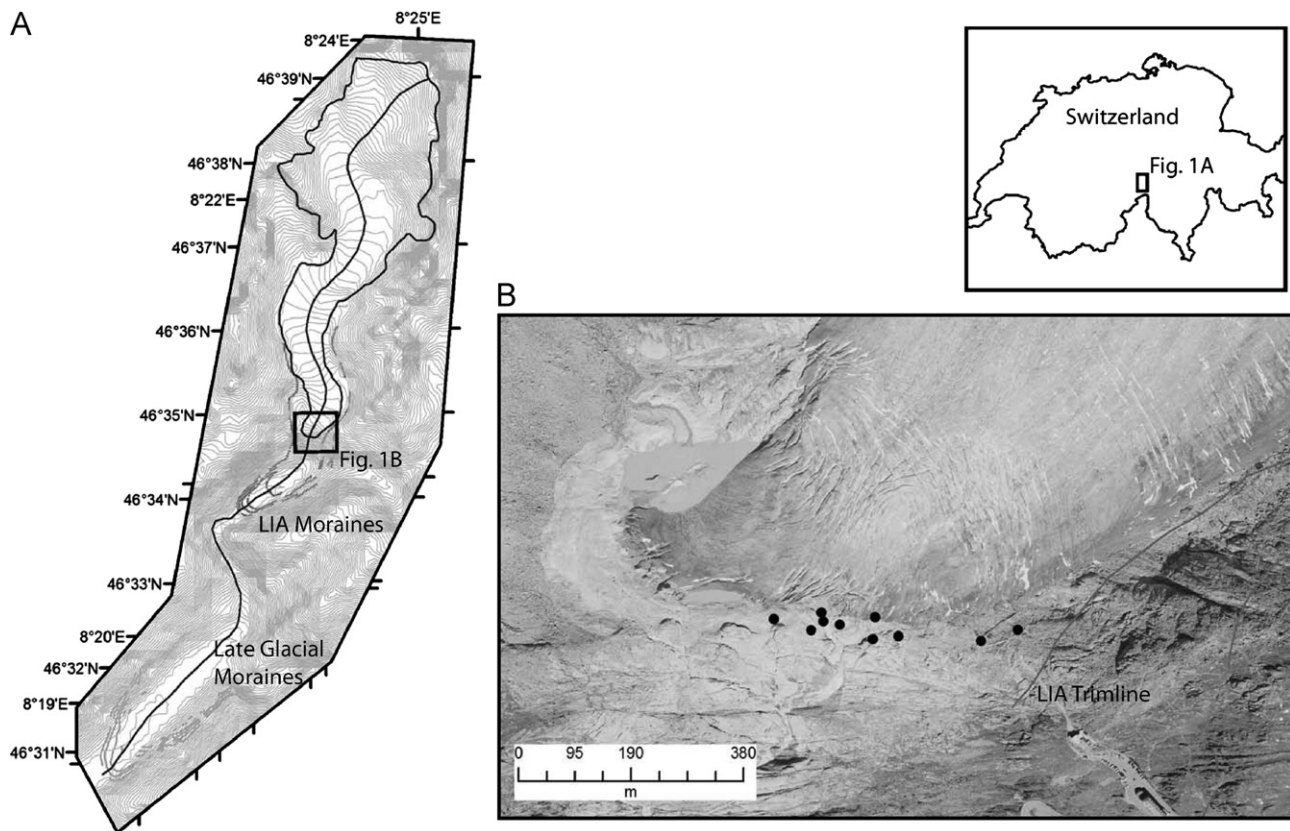 A
8°25'E
8°24'E
46°39'N
46°38'N
8°22'E
46°37'N
46°36'N
46°35'N
Fig. 1B
46°34'N
LIA Moraines
46°33'N
8°20'E
46°32'N
Late Glacial
Moraines
8°19'E
46°31'N
Switzerland
Fig. 1A
B
LIA Trimline
0 95 190 380
m